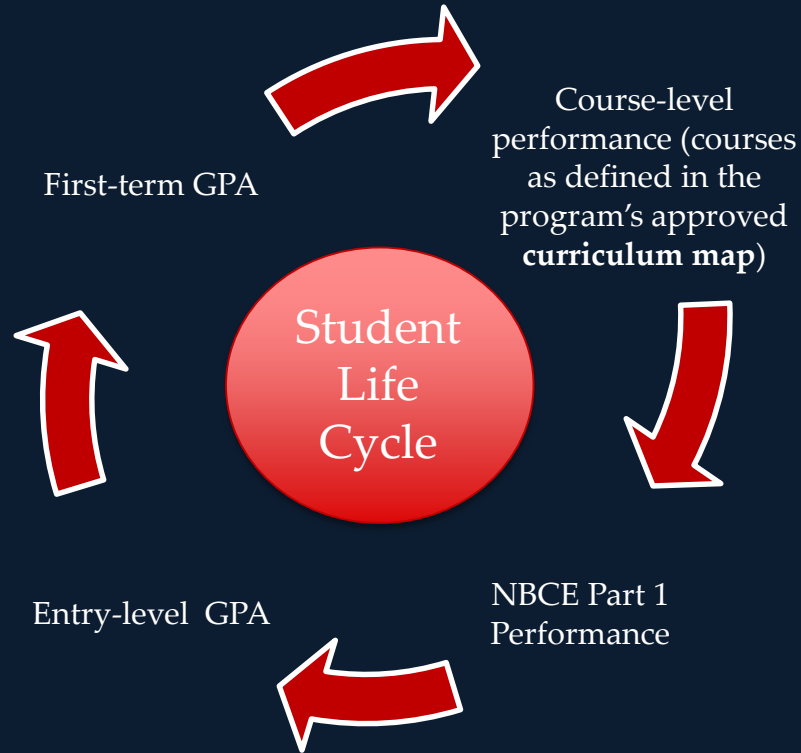 First-term GPA
Course-level
performance (courses
as defined in the
program's approved
curriculum map)
Student
Life
Cycle
Entry-level  GPA
NBCE Part 1
Performance